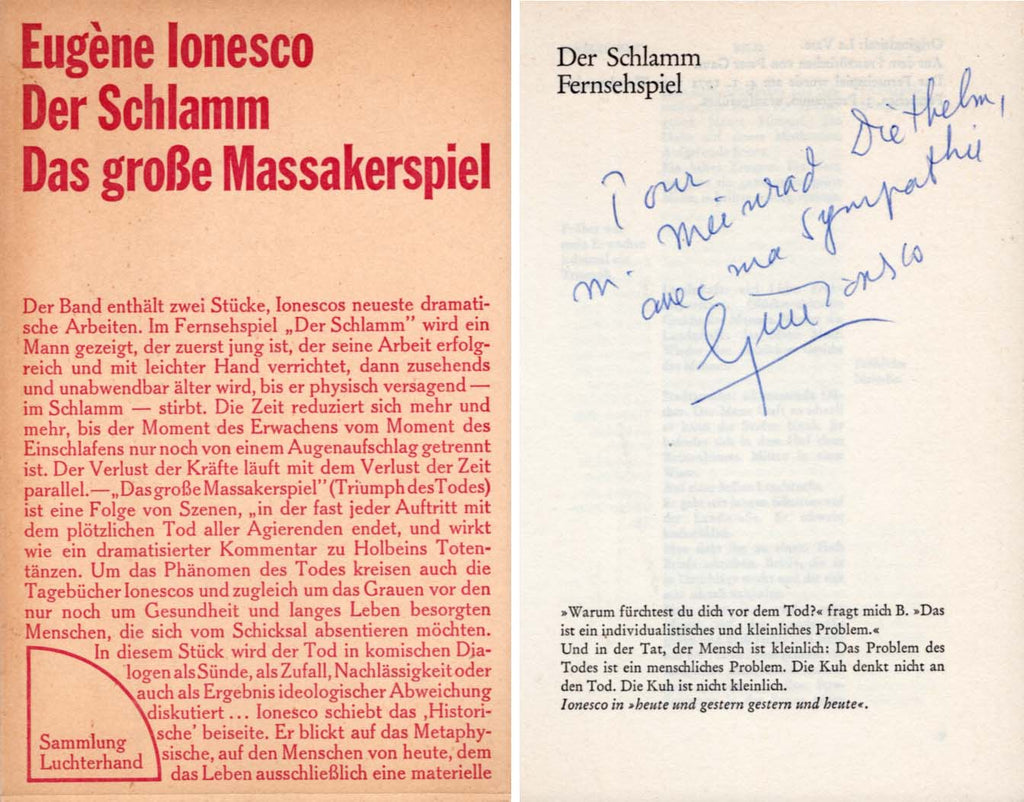 Eugène Ionesco
Der Schlamm
Das große Massakerspiel
Der Band enthält zwei Stücke, Ionescos neueste dramati-
sche Arbeiten. Im Fernsehspiel „Der Schlamm” wird ein
Mann gezeigt, der zuerst jung ist, der seine Arbeit erfolg-
reich und mit leichter Hand verrichtet, dann zusehends
und unabwendbar älter wird, bis er physisch versagend —
im Schlamm — stirbt. Die Zeit reduziert sich mehr und
mehr, bis der Moment des Erwachens vom Moment des
Einschlafens nur noch von einem Augenaufschlag getrennt
ist. Der Verlust der Kräfte läuft mit dem Verlust der Zeit
parallel.—„Das große Massakerspiel” (Triumph des Todes)
ist eine Folge von Szenen, „in der fast jeder Auftritt mit
dem plötzlichen Tod aller Agierenden endet, und wirkt
wie ein dramatisierter Kommentar zu Holbeins Toten-
tänzen. Um das Phänomen des Todes kreisen auch die
Tagebücher Ionescos und zugleich um das Grauen vor den
nur noch um Gesundheit und langes Leben besorgten
Menschen, die sich vom Schicksal absentieren möchten.
In diesem Stück wird der Tod in komischen Dia-
logen als Sünde, als Zufall, Nachlässigkeit oder
auch als Ergebnis ideologischer Abweichung
diskutiert ... Ionesco schiebt das ‚Histori-
sche’ beiseite. Er blickt auf das Metaphy-
sische, auf den Menschen von heute, dem
das Leben ausschließlich eine materielle
Sammlung
Luchterhand
Der Schlamm
Fernsehspiel
Pour
Meinrad Diethelm,
avec ma sympathie
Ionesco
»Warum fürchtest du dich vor dem Tod?« fragt mich B. »Das
ist ein individualistisches und kleinliches Problem.«
Und in der Tat, der Mensch ist kleinlich: Das Problem des
Todes ist ein menschliches Problem. Die Kuh denkt nicht an
den Tod. Die Kuh ist nicht kleinlich.
Ionesco in »heute und gestern gestern und heute«.